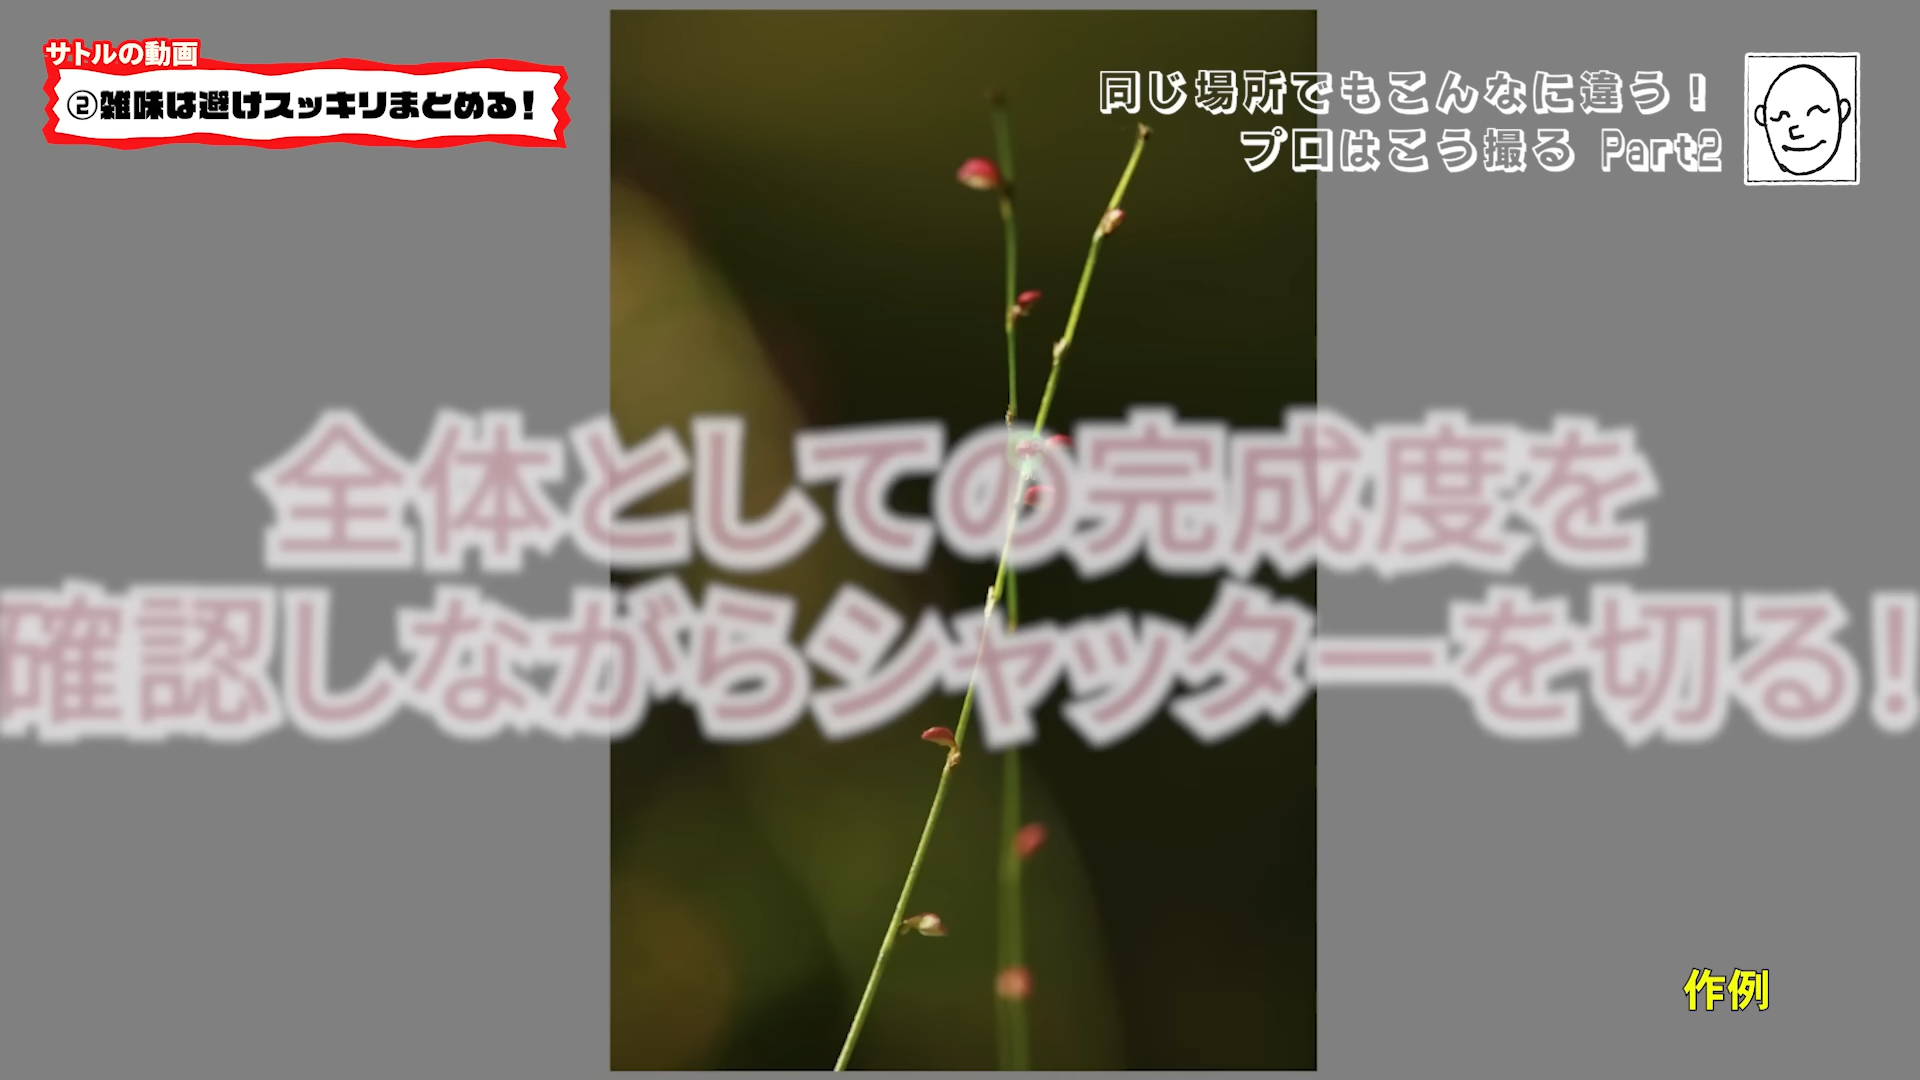 サトルの動画
②雑味は避けスッキリまとめる!
同じ場所でもこんなに違う!
プロはこう撮る Part2
全体としての完成度を
確認しながらシャッターを切る!
作例